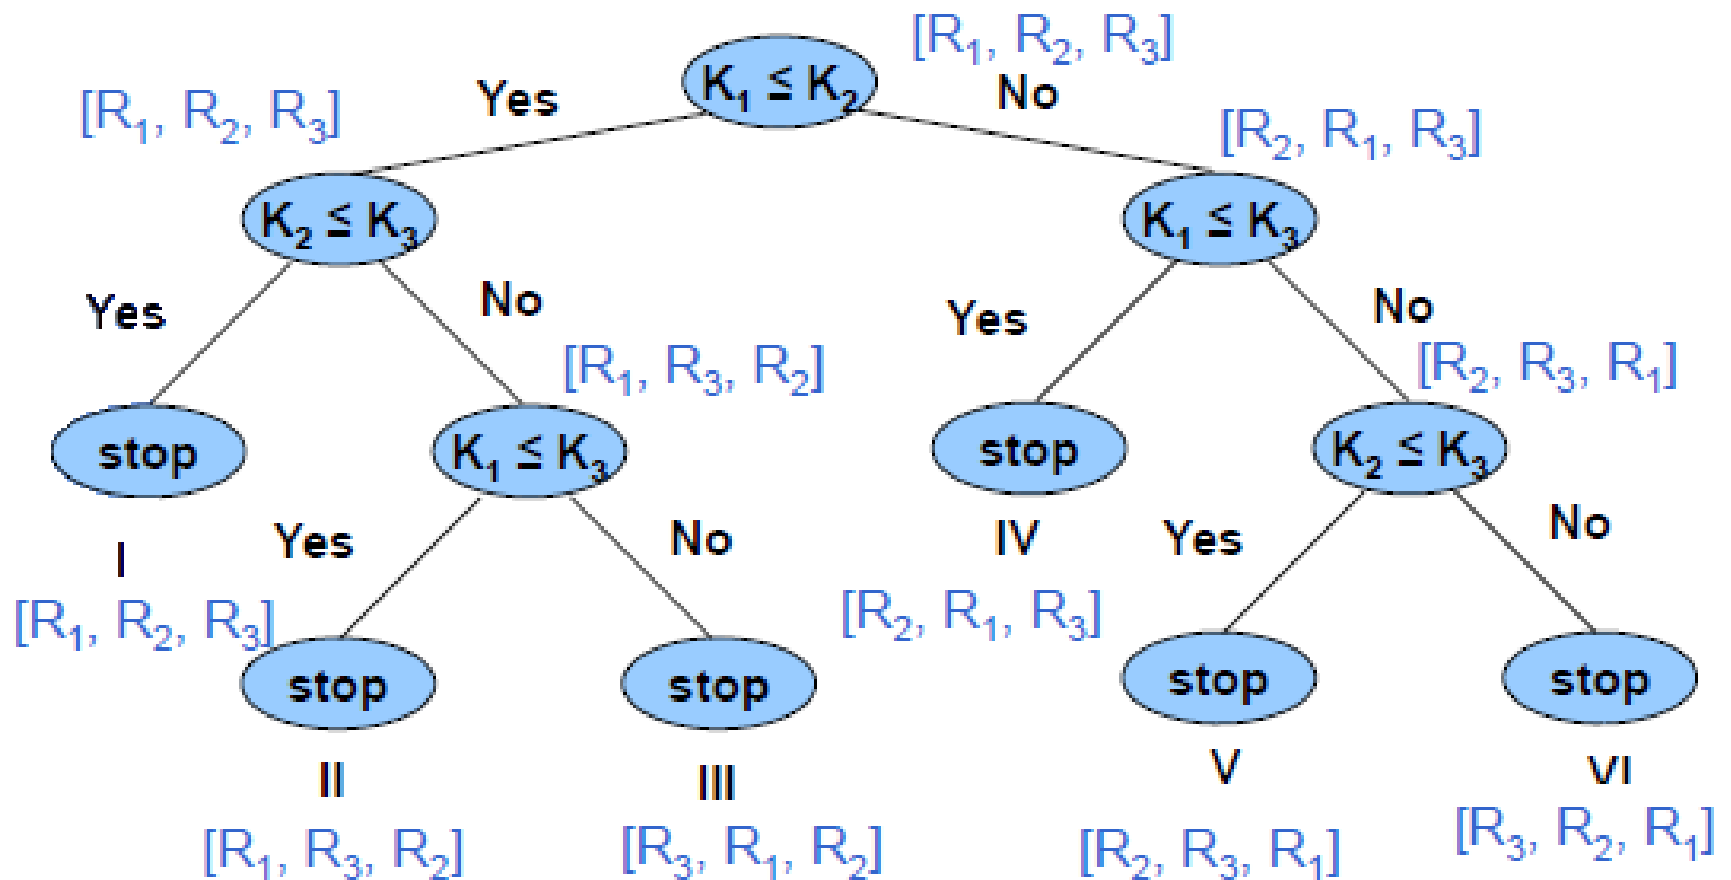 [R₁, R₂, R₃]
K₁ ≤ K₂
Yes
No
[R₁, R₂, R₃]
[R₂, R₁, R₃]
K₂ ≤ K₃
K₁ ≤ K₃
Yes
No
Yes
No
[R₁, R₃, R₂]
[R₂, R₃, R₁]
stop
K₁ ≤ K₃
stop
K₂ ≤ K₃
I
Yes
No
IV
Yes
No
[R₁, R₂, R₃]
[R₂, R₁, R₃]
stop
stop
stop
stop
II
III
V
VI
[R₁, R₃, R₂]
[R₃, R₁, R₂]
[R₂, R₃, R₁]
[R₃, R₂, R₁]